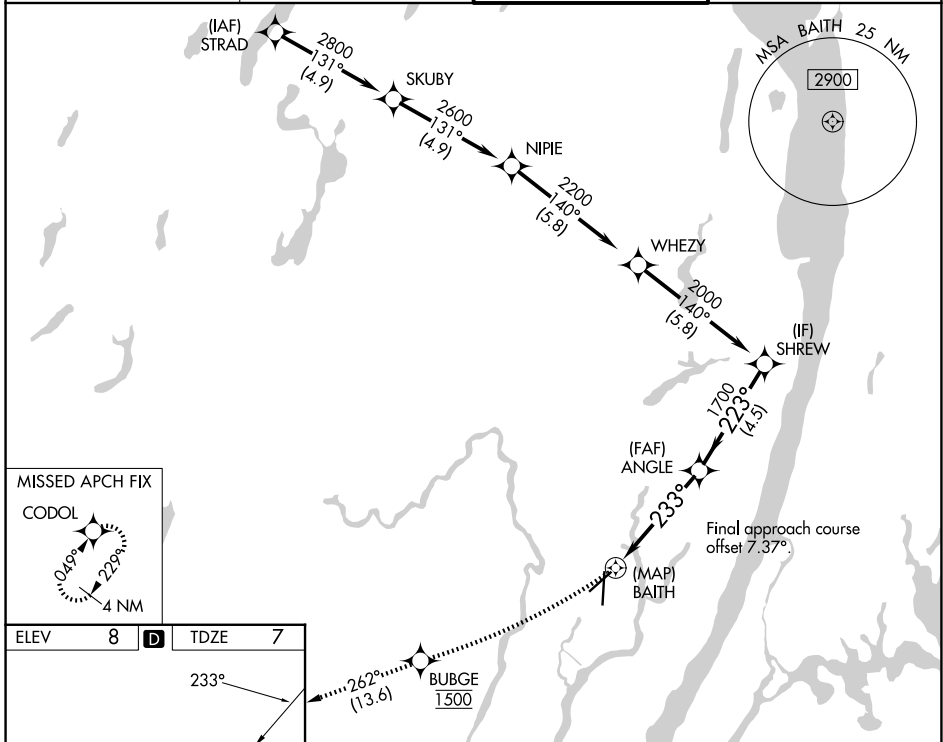 (IAF)
STRAD
2800
131°
(4.9)
SKUBY
2600
131°
(4.9)
NIPIE
2200
140°
(5.8)
WHEZY
2000
140°
(5.8)
(IF)
SHREW
MSA BAITH 25 NM
2900
1700
223°
(4.5)
(FAF)
ANGLE
233°
Final approach course
offset 7.37°.
(MAP)
BAITH
MISSED APCH FIX
CODOL
049°
229°
4 NM
BUBGE
1500
262°
(13.6)
ELEV 8 D TDZE 7
233°